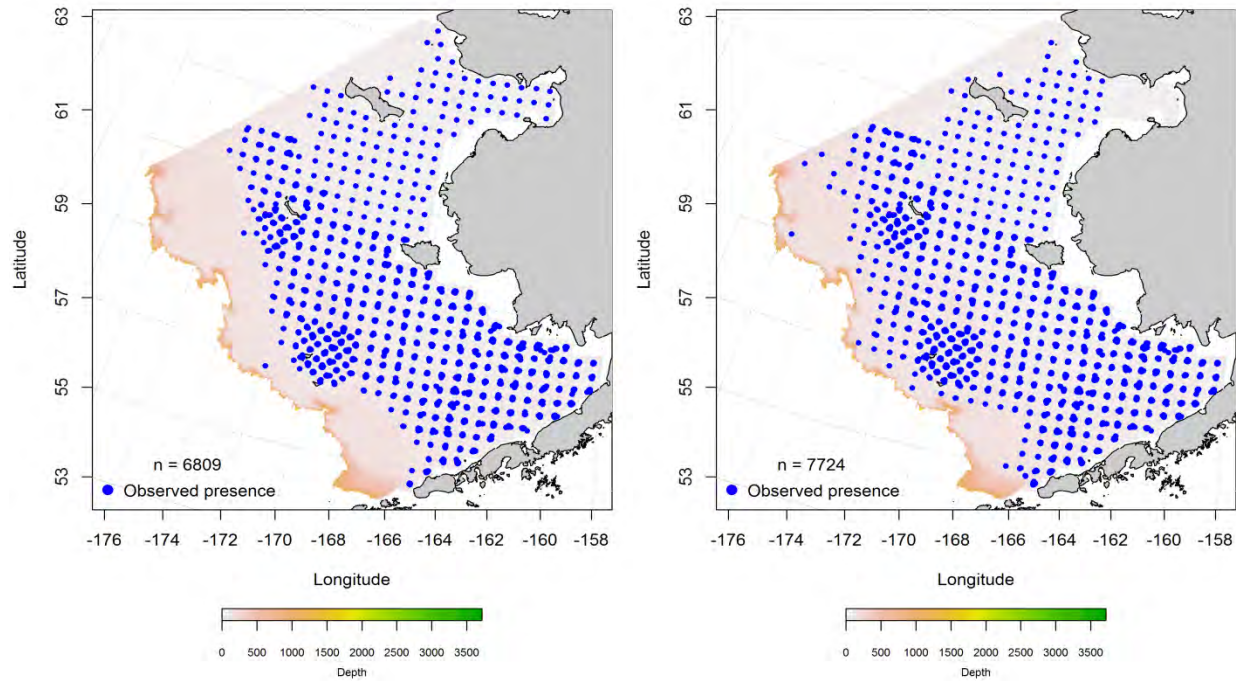 63
61
59
57
55
53
Latitude
n = 6809
Observed presence
-176 -174 -172 -170 -168 -166 -164 -162 -160 -158
Longitude
0 500 1000 1500 2000 2500 3000 3500
Depth
63
61
59
57
55
53
Latitude
n = 7724
Observed presence
-176 -174 -172 -170 -168 -166 -164 -162 -160 -158
Longitude
0 500 1000 1500 2000 2500 3000 3500
Depth